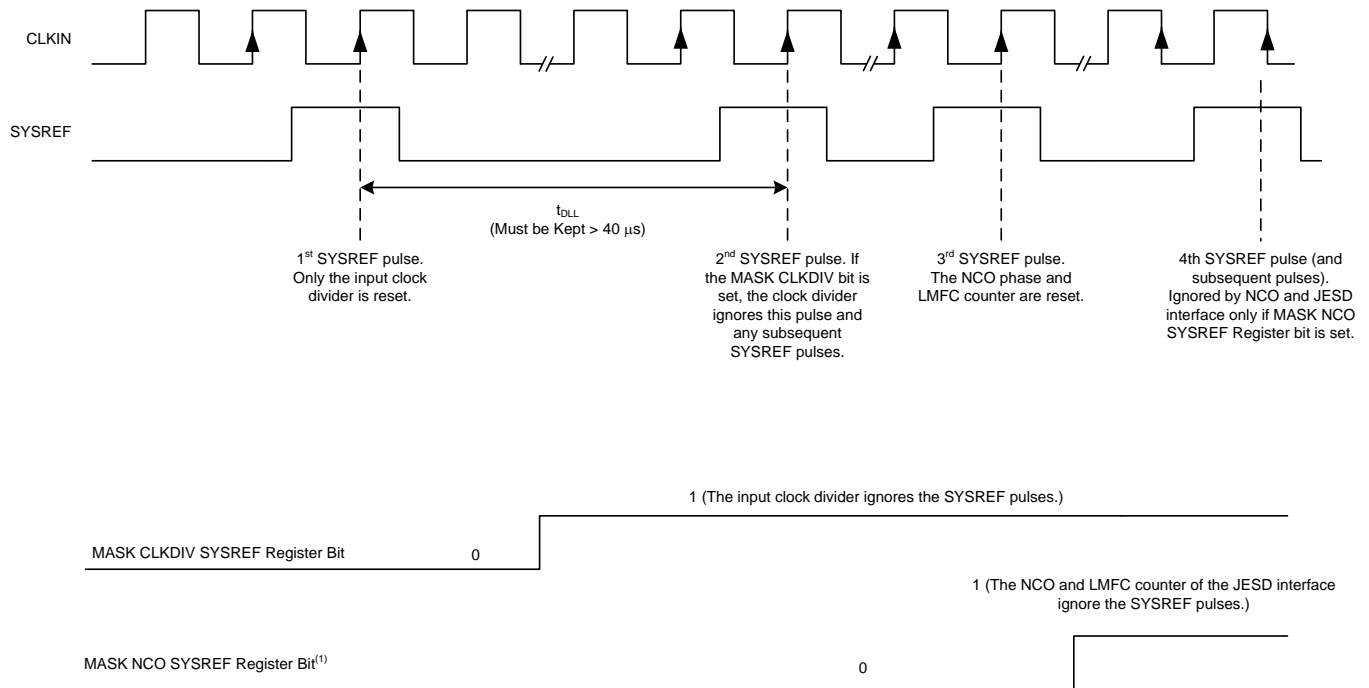 CLKIN
SYSREF
tDLL
(Must be Kept > 40 μs)
1st SYSREF pulse.
Only the input clock
divider is reset.
2nd SYSREF pulse. If
the MASK CLKDIV bit is
set, the clock divider
ignores this pulse and
any subsequent
SYSREF pulses.
3rd SYSREF pulse.
The NCO phase and
LMFC counter are reset.
4th SYSREF pulse (and
subsequent pulses).
Ignored by NCO and JESD
interface only if MASK NCO
SYSREF Register bit is set.
1 (The input clock divider ignores the SYSREF pulses.)
MASK CLKDIV SYSREF Register Bit
0
1 (The NCO and LMFC counter of the JESD interface
ignore the SYSREF pulses.)
MASK NCO SYSREF Register Bit(1)
0